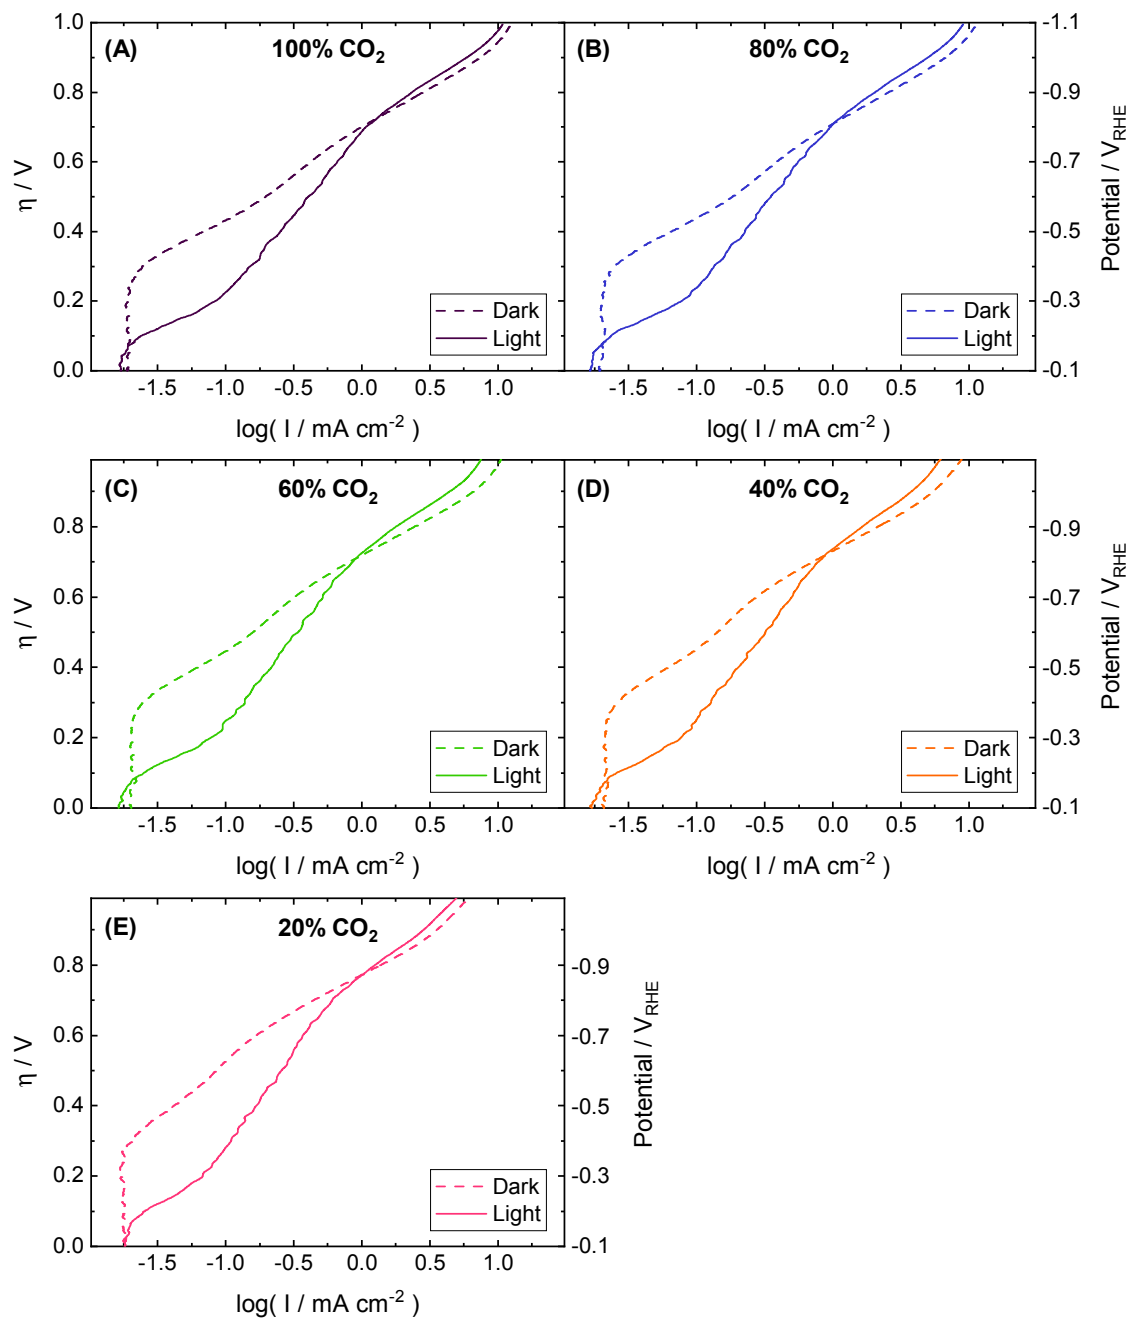 (A) 100% CO₂
1.0
0.8
0.6
0.4
0.2
0.0
η / V
-1.5 -1.0 -0.5 0.0 0.5 1.0
log( I / mA cm⁻² )
Dark
Light
(B) 80% CO₂
-1.1
-0.9
-0.7
-0.5
-0.3
-0.1
Potential / V_RHE
-1.5 -1.0 -0.5 0.0 0.5 1.0
log( I / mA cm⁻² )
Dark
Light
(C) 60% CO₂
0.8
0.6
0.4
0.2
0.0
η / V
-1.5 -1.0 -0.5 0.0 0.5 1.0
log( I / mA cm⁻² )
Dark
Light
(D) 40% CO₂
-0.9
-0.7
-0.5
-0.3
-0.1
Potential / V_RHE
-1.5 -1.0 -0.5 0.0 0.5 1.0
log( I / mA cm⁻² )
Dark
Light
(E) 20% CO₂
0.8
0.6
0.4
0.2
0.0
η / V
-0.9
-0.7
-0.5
-0.3
-0.1
Potential / V_RHE
-1.5 -1.0 -0.5 0.0 0.5 1.0
log( I / mA cm⁻² )
Dark
Light